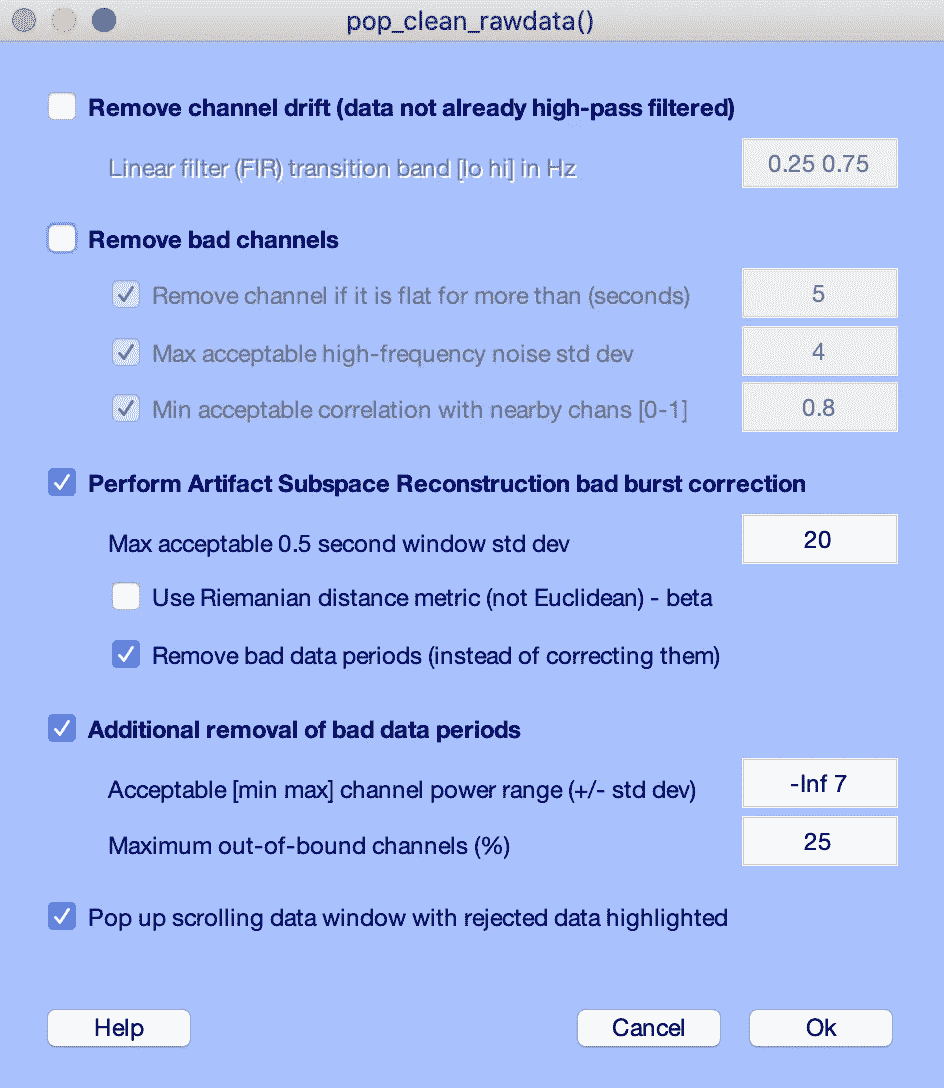 pop_clean_rawdata()
Remove channel drift (data not already high-pass filtered)
Linear filter (FIR) transition band [lo hi] in Hz 0.25 0.75
Remove bad channels
Remove channel if it is flat for more than (seconds) 5
Max acceptable high-frequency noise std dev 4
Min acceptable correlation with nearby chans [0-1] 0.8
Perform Artifact Subspace Reconstruction bad burst correction
Max acceptable 0.5 second window std dev 20
Use Riemanian distance metric (not Euclidean) - beta
Remove bad data periods (instead of correcting them)
Additional removal of bad data periods
Acceptable [min max] channel power range (+/- std dev) -Inf 7
Maximum out-of-bound channels (%) 25
Pop up scrolling data window with rejected data highlighted
Help Cancel Ok